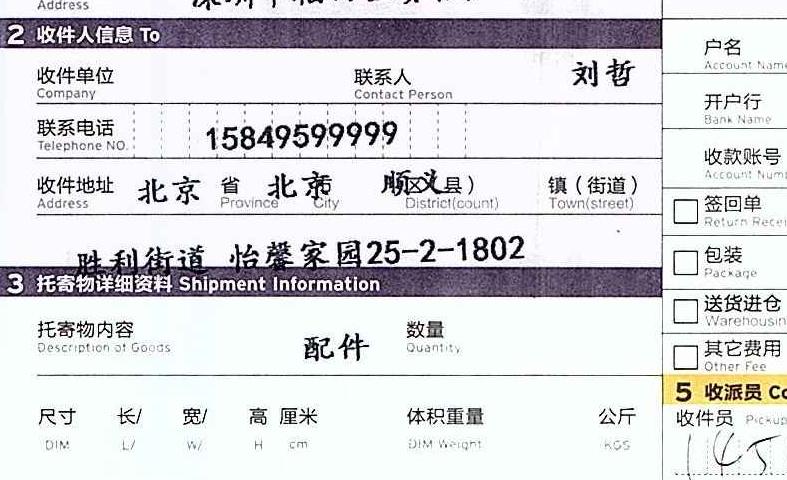 Address
2 收件人信息 To
收件单位 联系人 刘哲
Company Contact Person
联系电话 15849599999
Telephone NO.
收件地址 北京 省 北京 市 顺义 区(县) 镇(街道)
Address Province City District(count) Town(street)
胜利街道 怡馨家园25-2-1802
3 托寄物详细资料 Shipment Information
托寄物内容 配件 数量
Description of Goods Quantity
尺寸 长/ 宽/ 高 厘米 体积重量 公斤
DIM L/ W/ H cm DIM Weight KGS
户名
Account Name
开户行
Bank Name
收款账号
Account
签回单
Return
包装
Package
送货进仓
其它费用
Other Fee
5 收派员
收件员 Pickup
145